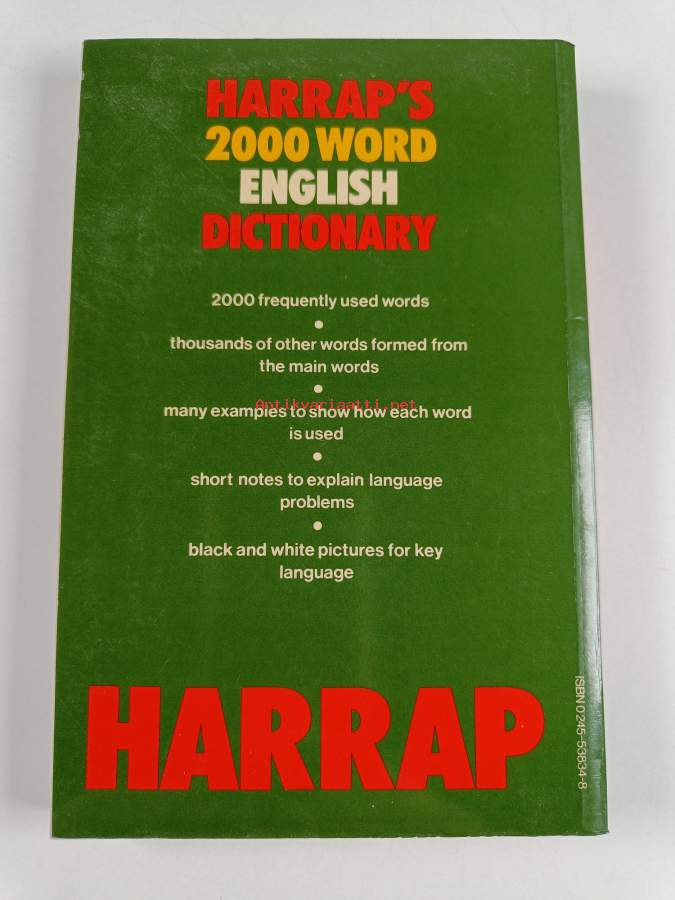 HARRAP'S
2000 WORD
ENGLISH
DICTIONARY
2000 frequently used words
thousands of other words formed from
the main words
Antikvariaatti.net
many examples to show how each word
is used
short notes to explain language
problems
black and white pictures for key
language
HARRAP
ISBN 0 245-53834-8